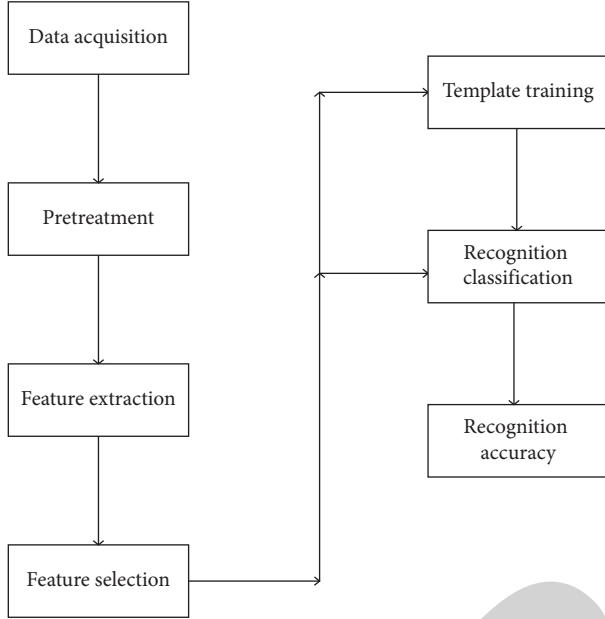 Data acquisition
Pretreatment
Feature extraction
Feature selection
Template training
Recognition
classification
Recognition
accuracy